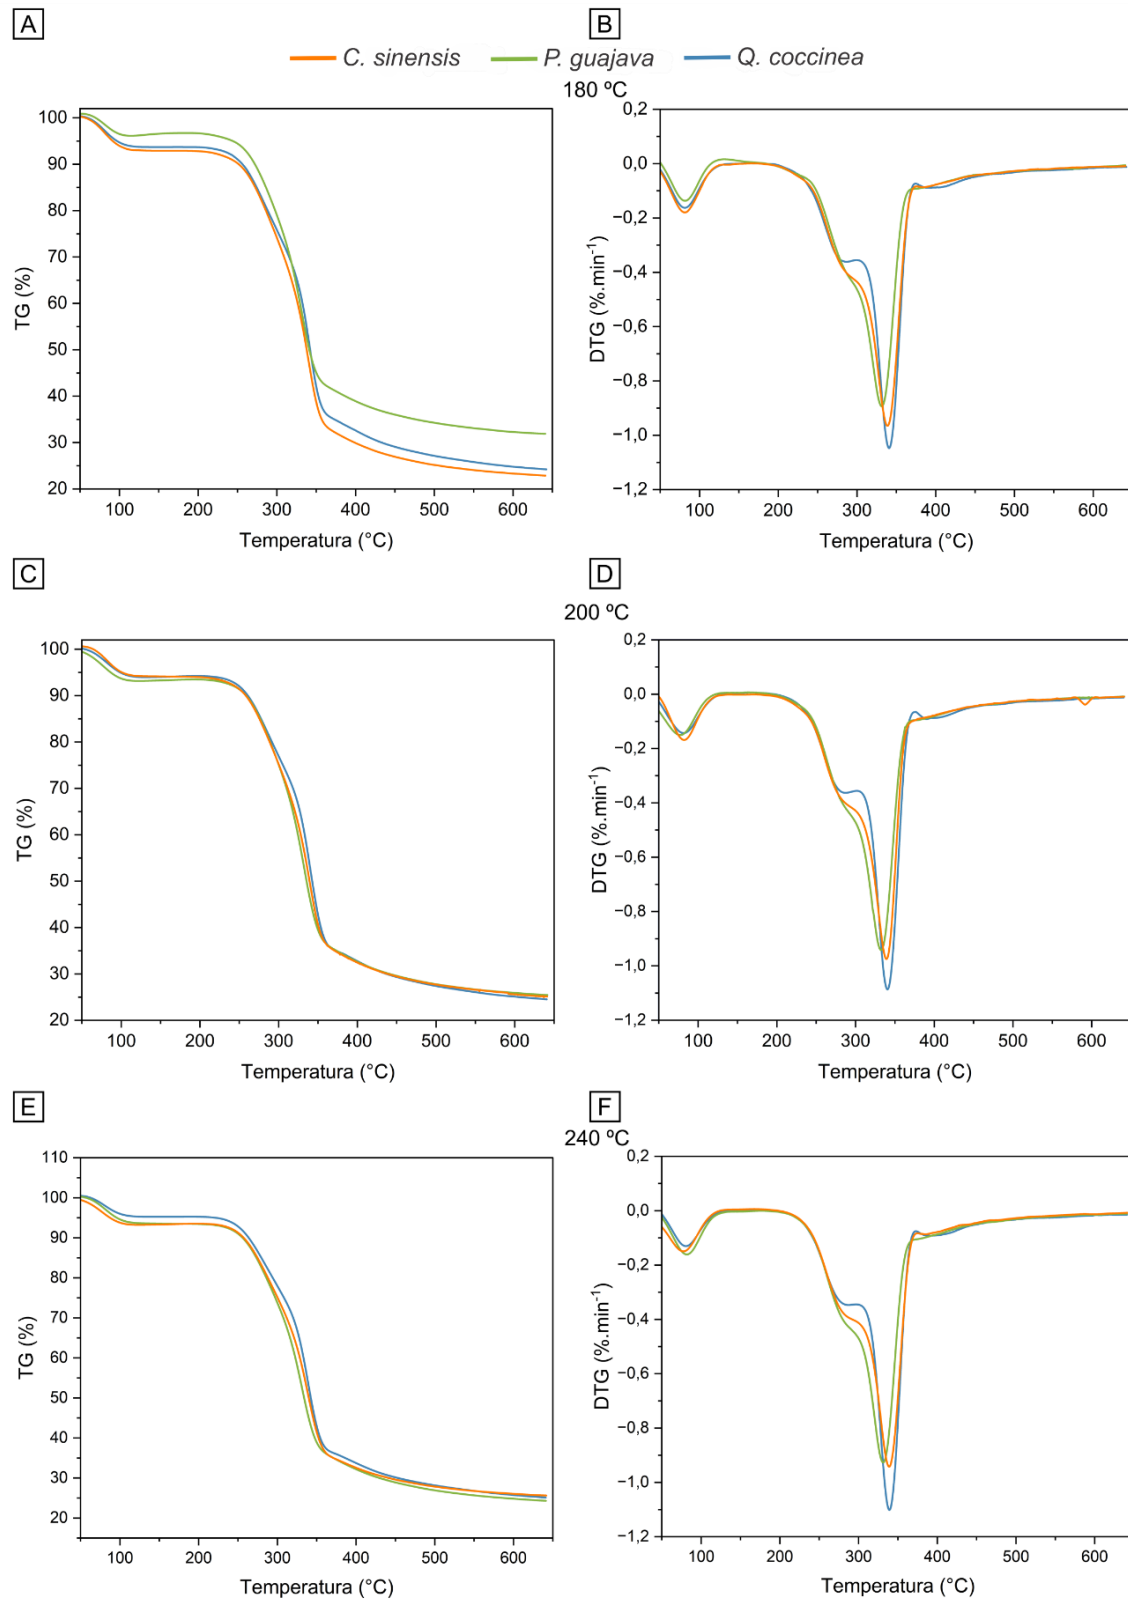 A
B
C. sinensis P. guajava Q. coccinea
180 ºC
100
90
80
70
60
50
40
30
20
TG (%)
100 200 300 400 500 600
Temperatura (°C)
0,2
0,0
−0,2
−0,4
−0,6
−0,8
−1,0
−1,2
DTG (%.min⁻¹)
100 200 300 400 500 600
Temperatura (°C)
C
D
200 ºC
100
90
80
70
60
50
40
30
20
TG (%)
100 200 300 400 500 600
Temperatura (°C)
0,2
0,0
−0,2
−0,4
−0,6
−0,8
−1,0
−1,2
DTG (%.min⁻¹)
100 200 300 400 500 600
Temperatura (°C)
E
F
240 ºC
110
100
90
80
70
60
50
40
30
20
TG (%)
100 200 300 400 500 600
Temperatura (°C)
0,2
0,0
−0,2
−0,4
−0,6
−0,8
−1,0
−1,2
DTG (%.min⁻¹)
100 200 300 400 500 600
Temperatura (°C)